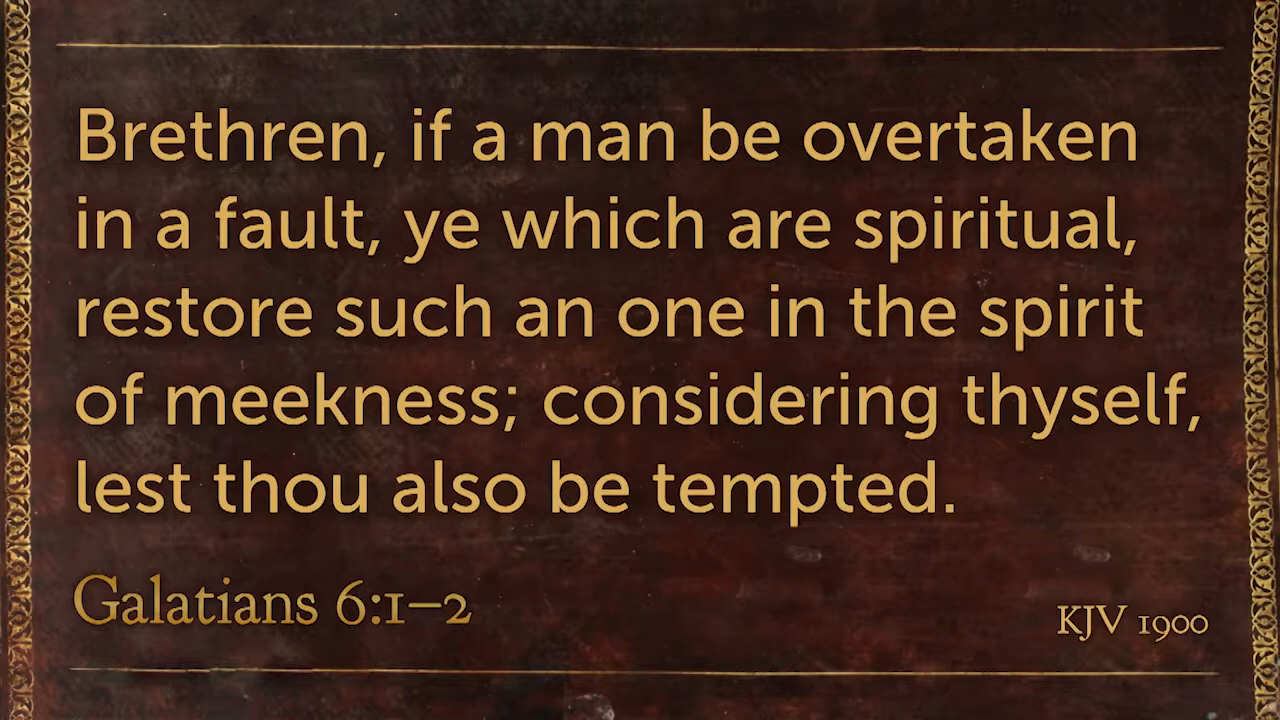 Brethren, if a man be overtaken
in a fault, ye which are spiritual,
restore such an one in the spirit
of meekness; considering thyself,
lest thou also be tempted.
Galatians 6:1–2
KJV 1900